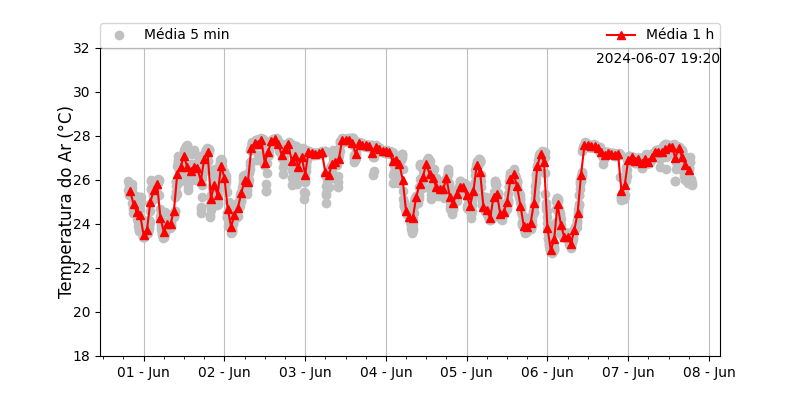 Média 5 min
Média 1 h
2024-06-07 19:20
Temperatura do Ar (°C)
32
30
28
26
24
22
20
18
01 - Jun
02 - Jun
03 - Jun
04 - Jun
05 - Jun
06 - Jun
07 - Jun
08 - Jun